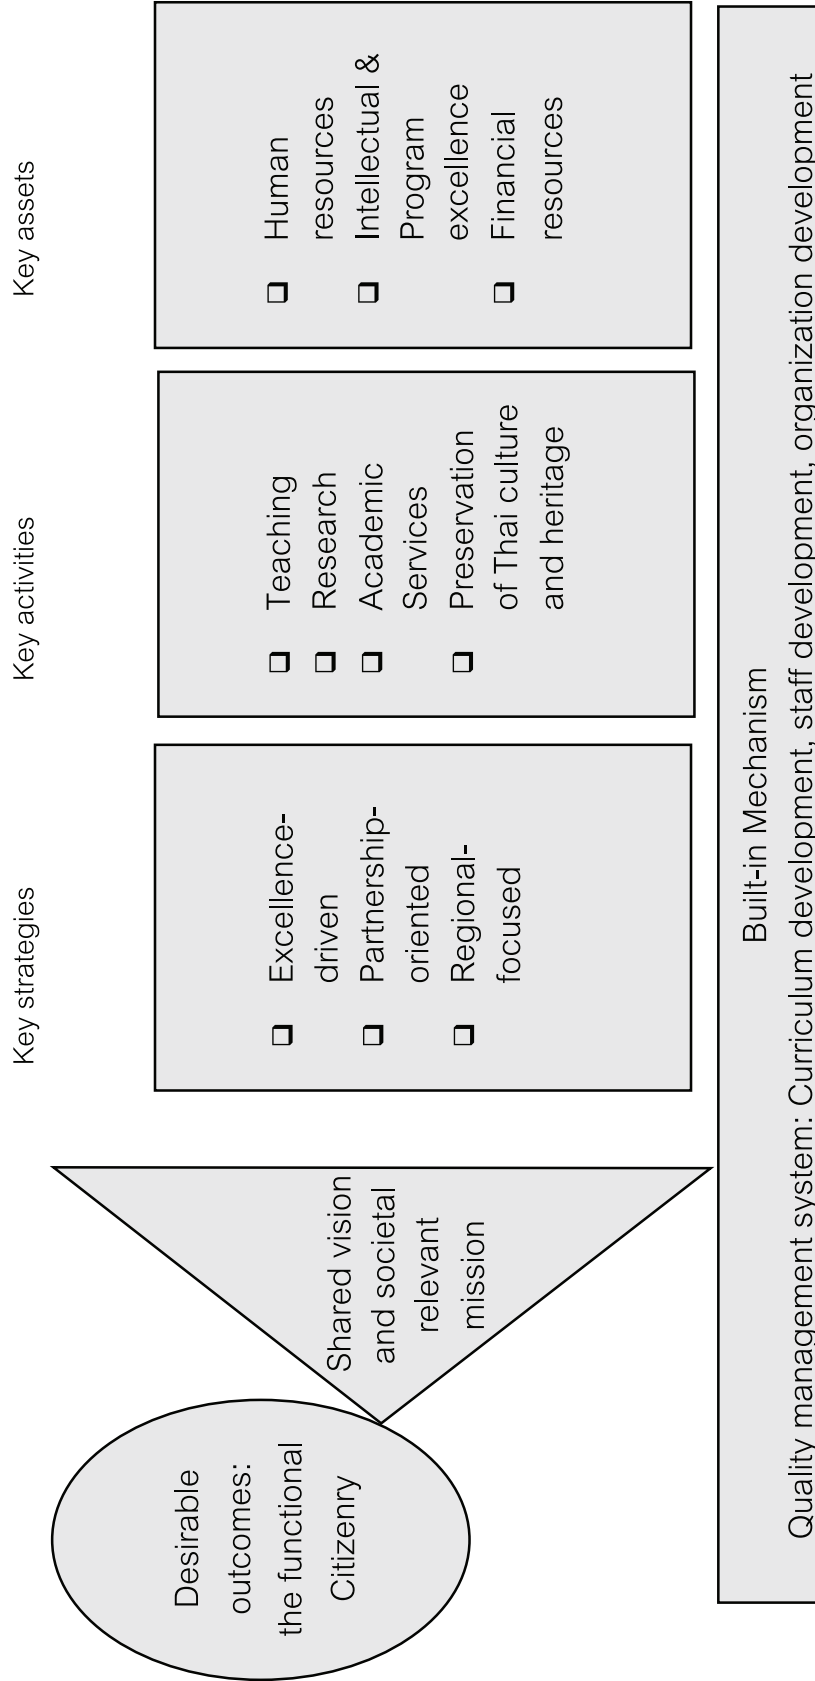 Desirable
outcomes:
the functional
Citizenry
Shared vision
and societal
relevant
mission
Key strategies
❒ Excellence-
driven
❒ Partnership-
oriented
❒ Regional-
focused
Key activities
❒ Teaching
❒ Research
❒ Academic
Services
❒ Preservation
of Thai culture
and heritage
Key assets
❒ Human
resources
❒ Intellectual &
Program
excellence
❒ Financial
resources
Built-in Mechanism
Quality management system: Curriculum development, staff development, organization development